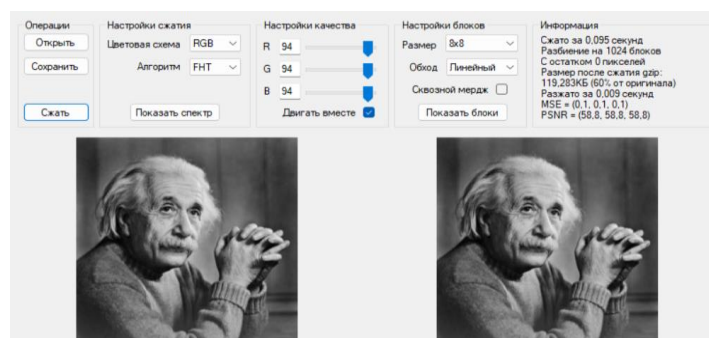 Операции
Открыть
Сохранить
Сжать
Настройки сжатия
Цветовая схема RGB
Алгоритм FHT
Показать спектр
Настройки качества
R 94
G 94
B 94
Двигать вместе
Настройки блоков
Размер 8x8
Обход Линейный
Сквозной мердж
Показать блоки
Информация
Сжато за 0,095 секунд
Разбиение на 1024 блоков
С остатком 0 пикселей
Размер после сжатия gzip:
119,283КБ (60% от оригинала)
Разжато за 0,009 секунд
MSE = (0,1, 0,1, 0,1)
PSNR = (58,8, 58,8, 58,8)